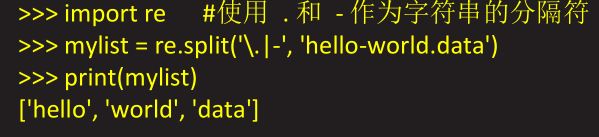 >>> import re   #使用 . 和 - 作为字符串的分隔符
>>> mylist = re.split('\.|-', 'hello-world.data')
>>> print(mylist)
['hello', 'world', 'data']